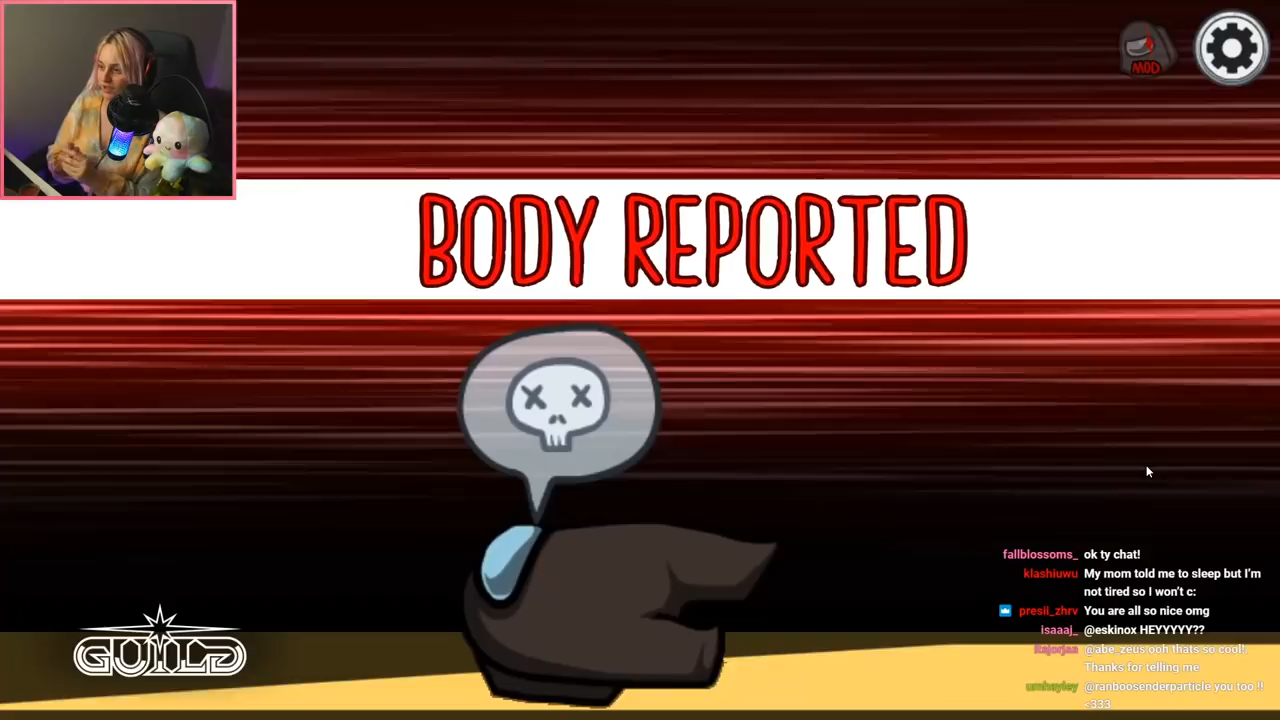 MOD
BODY REPORTED
fallblossoms_ ok ty chat!
klashiuwu My mom told me to sleep but I'm
not tired so I won't c:
presii_zhrv You are all so nice omg
isaaaj_ @eskinox HEYYYYY??
@abe_zeus ooh thats so cool!.
Thanks for telling me
umhayley @ranboosenderparticle you too !!
<333
GUILD